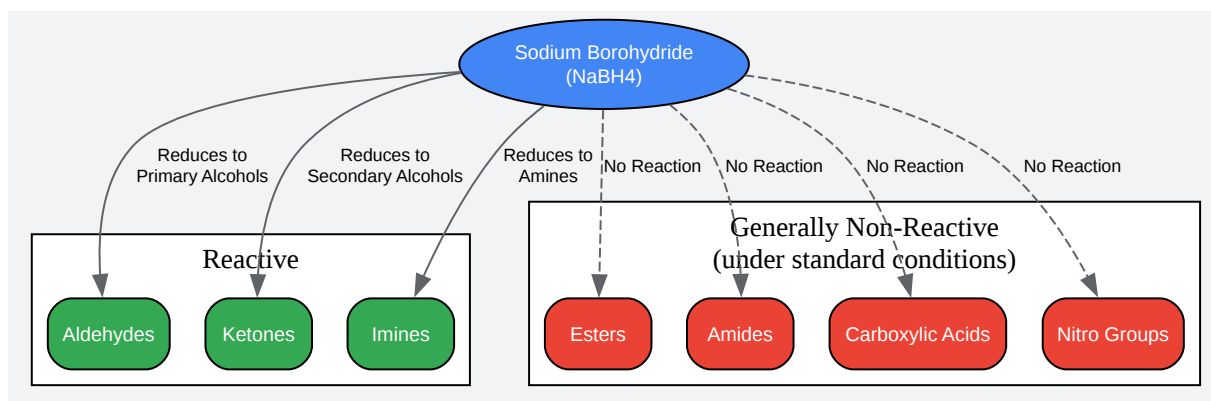 Sodium Borohydride
(NaBH4)
Reduces to
Primary Alcohols
Reduces to
Secondary Alcohols
Reduces to
Amines
No Reaction
No Reaction
No Reaction
No Reaction
Reactive
Generally Non-Reactive
(under standard conditions)
Aldehydes
Ketones
Imines
Esters
Amides
Carboxylic Acids
Nitro Groups